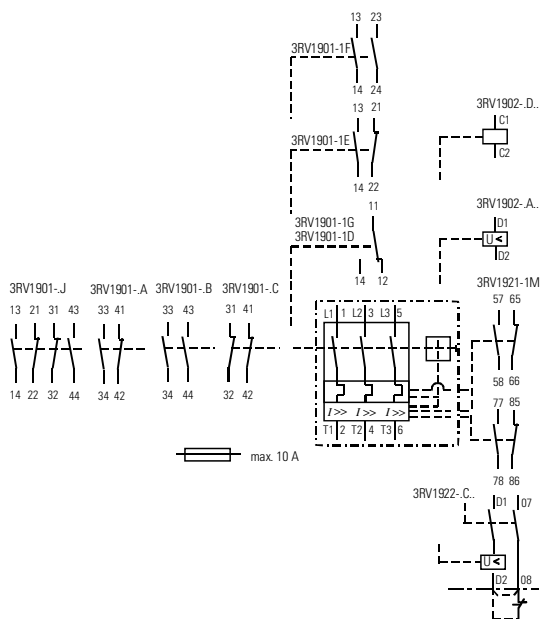 13 23
3RV1901-1F
14 24
13 21
3RV1901-1E
14 22
11
3RV1901-1G
3RV1901-1D
14 12
3RV1902-.D..
C1
C2
3RV1902-.A..
D1
U<
D2
3RV1901-.J
13 21 31 43
14 22 32 44
3RV1901-.A
33 41
34 42
3RV1901-.B
33 43
34 44
3RV1901-.C
31 41
32 42
L1 1 L2 3 L3 5
I>> I>> I>>
T1 2 T2 4 T3 6
3RV1921-1M
57 65
58 66
77 85
78 86
max. 10 A
3RV1922-.C..
D1 07
U<
D2 08